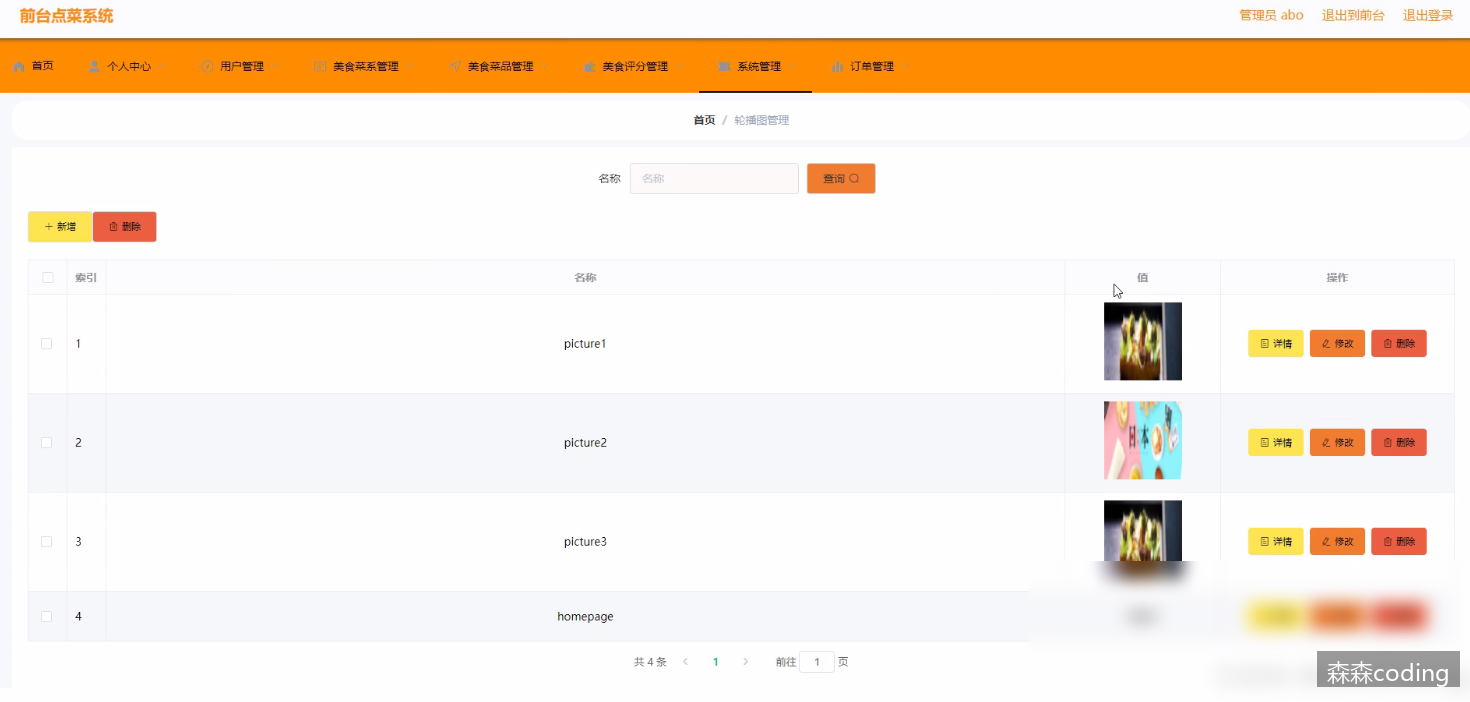 前台点菜系统
管理员 abo 退出到前台 退出登录
首页 个人中心 用户管理 美食菜系管理 美食菜品管理 美食评分管理 系统管理 订单管理
首页 / 轮播图管理
名称 名称 查询
+ 新增 删除
索引 名称 值 操作
1 picture1 详情 修改 删除
2 picture2 日本 详情 修改 删除
3 picture3 详情 修改 删除
4 homepage
共 4 条 < 1 > 前往 1 页
森森coding